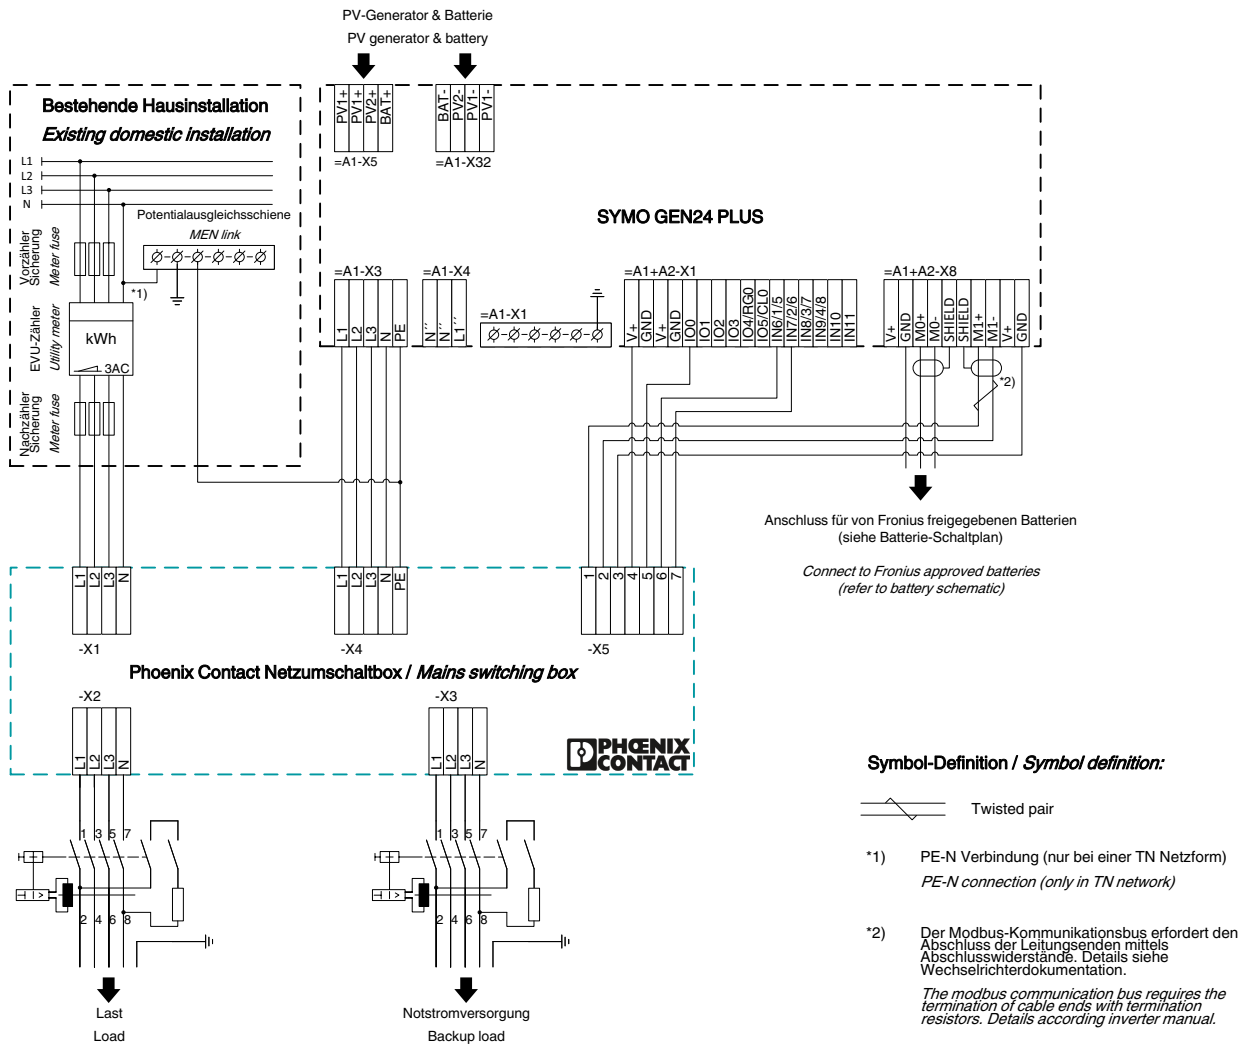 PV-Generator & Batterie
PV generator & battery
Bestehende Hausinstallation
Existing domestic installation
L1
L2
L3
N
Potentialausgleichsschiene
MEN link
*1)
Vorzähler
Sicherung
Meter fuse
EVU-Zähler
Utility meter
kWh
3AC
Nachzähler
Sicherung
Meter fuse
PV1+
PV1+
PV2+
BAT+
=A1-X5
BAT-
PV2-
PV1-
PV1-
=A1-X32
SYMO GEN24 PLUS
=A1-X3
L1
L2
L3
N
PE
=A1-X4
N´´
N´´
L1´´
=A1-X1
=A1+A2-X1
V+
GND
V+
GND
IO0
IO1
IO2
IO3
IO4/RG0
IO5/CL0
IN6/1/5
IN7/2/6
IN8/3/7
IN9/4/8
IN10
IN11
=A1+A2-X8
V+
GND
M0+
M0-
SHIELD
SHIELD
M1+
M1-
V+
GND
*2)
Anschluss für von Fronius freigegebenen Batterien
(siehe Batterie-Schaltplan)
Connect to Fronius approved batteries
(refer to battery schematic)
L1
L2
L3
N
-X1
L1
L2
L3
N
PE
-X4
1
2
3
4
5
6
7
-X5
Phoenix Contact Netzumschaltbox / Mains switching box
-X2
L1
L2
L3
N
-X3
L1
L2
L3
N
PHŒNIX
CONTACT
1 3 5 7
2 4 6 8
I >
1 3 5 7
2 4 6 8
I >
Last
Load
Notstromversorgung
Backup load
Symbol-Definition / Symbol definition:
Twisted pair
*1) PE-N Verbindung (nur bei einer TN Netzform)
PE-N connection (only in TN network)
*2) Der Modbus-Kommunikationsbus erfordert den
Abschluss der Leitungsenden mittels
Abschlusswiderstände. Details siehe
Wechselrichterdokumentation.
The modbus communication bus requires the
termination of cable ends with termination
resistors. Details according inverter manual.